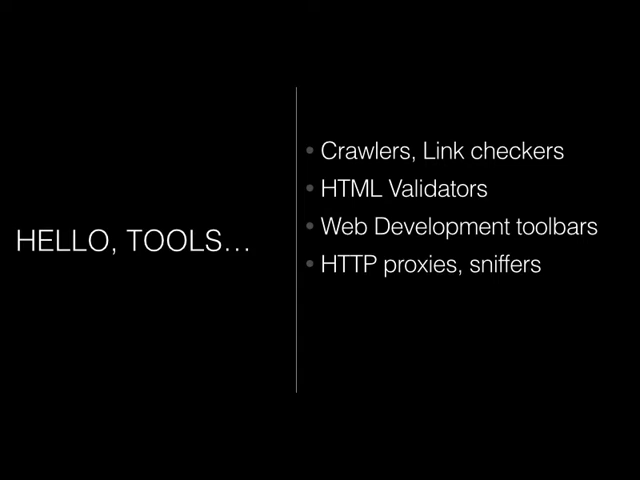 HELLO, TOOLS…
• Crawlers, Link checkers
• HTML Validators
• Web Development toolbars
• HTTP proxies, sniffers